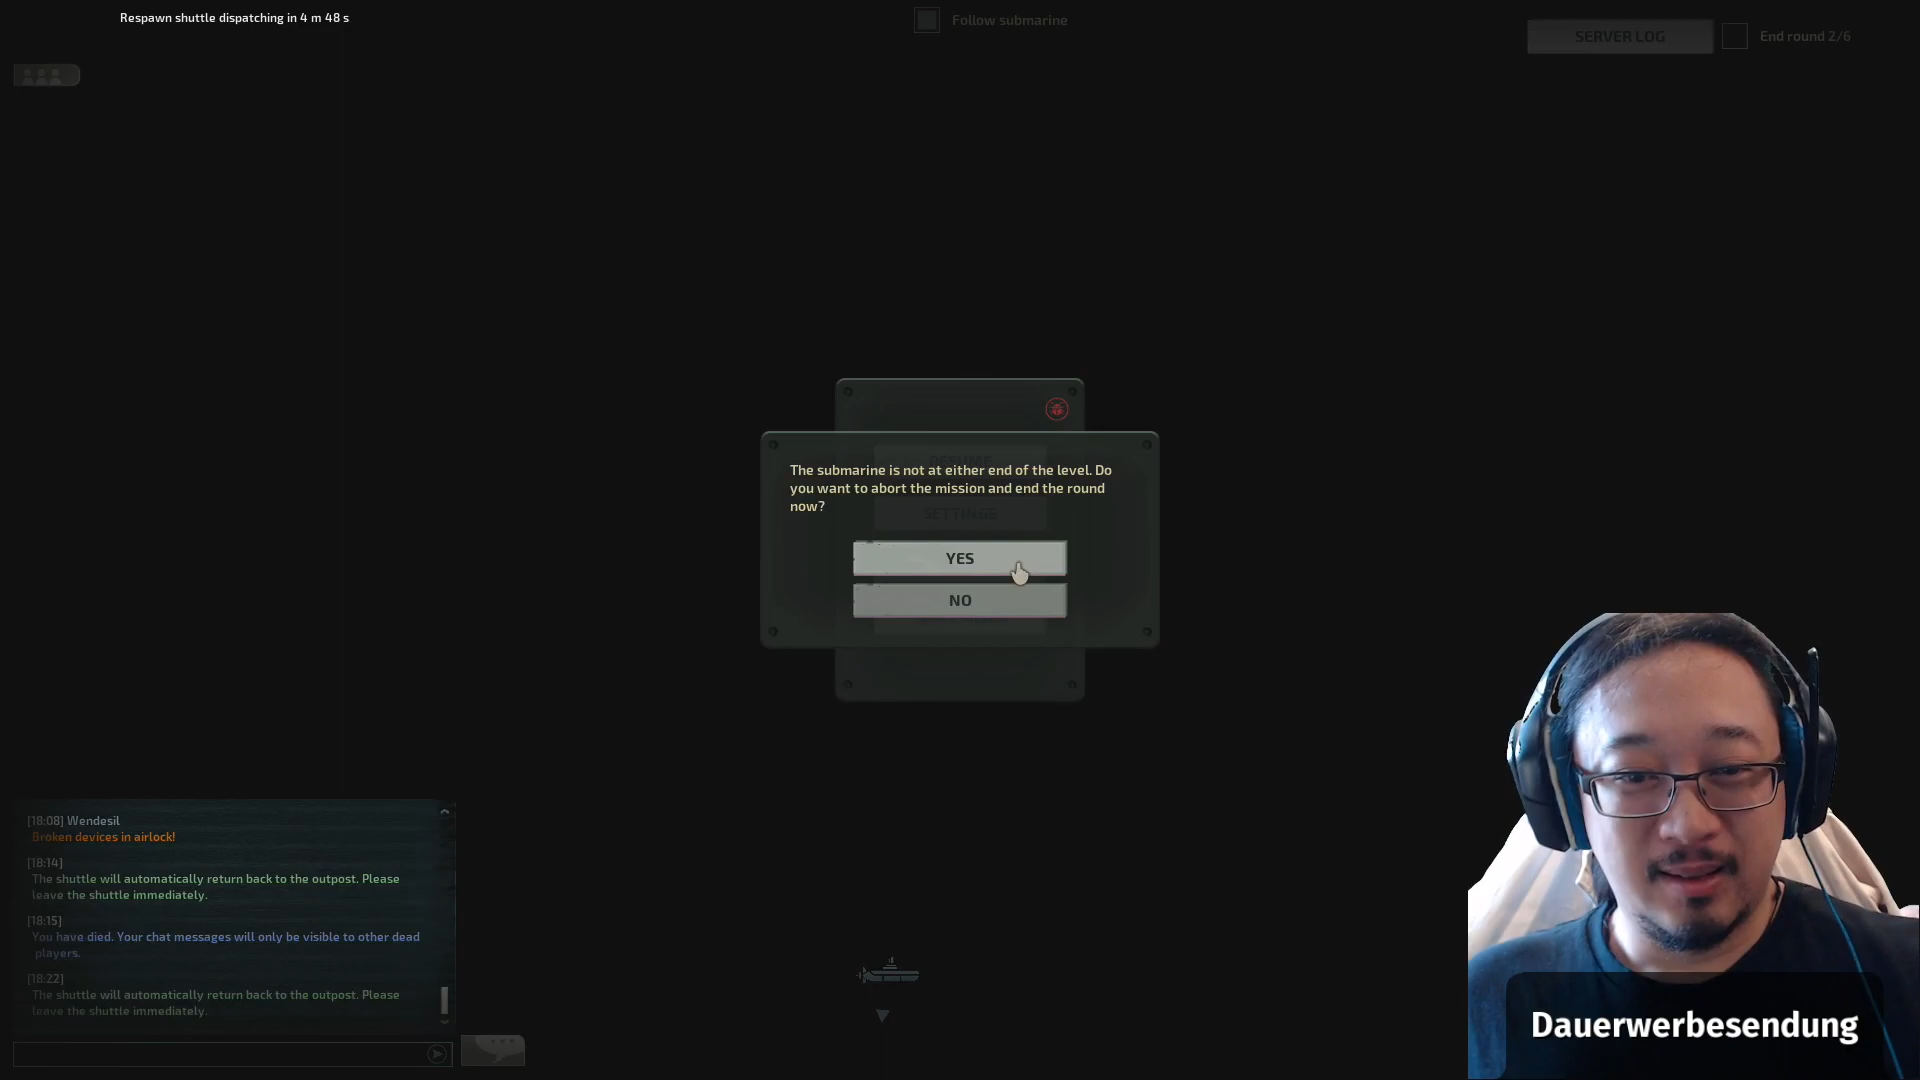 Respawn shuttle dispatching in 4 m 48 s
Follow submarine
SERVER LOG
End round 2/6
RESUME
The submarine is not at either end of the level. Do
you want to abort the mission and end the round
now?
SETTINGS
YES
NO
[18:08] Wendesil
Broken devices in airlock!
[18:14]
The shuttle will automatically return back to the outpost. Please
leave the shuttle immediately.
[18:15]
You have died. Your chat messages will only be visible to other dead
players.
[18:22]
The shuttle will automatically return back to the outpost. Please
leave the shuttle immediately.
Dauerwerbesendung